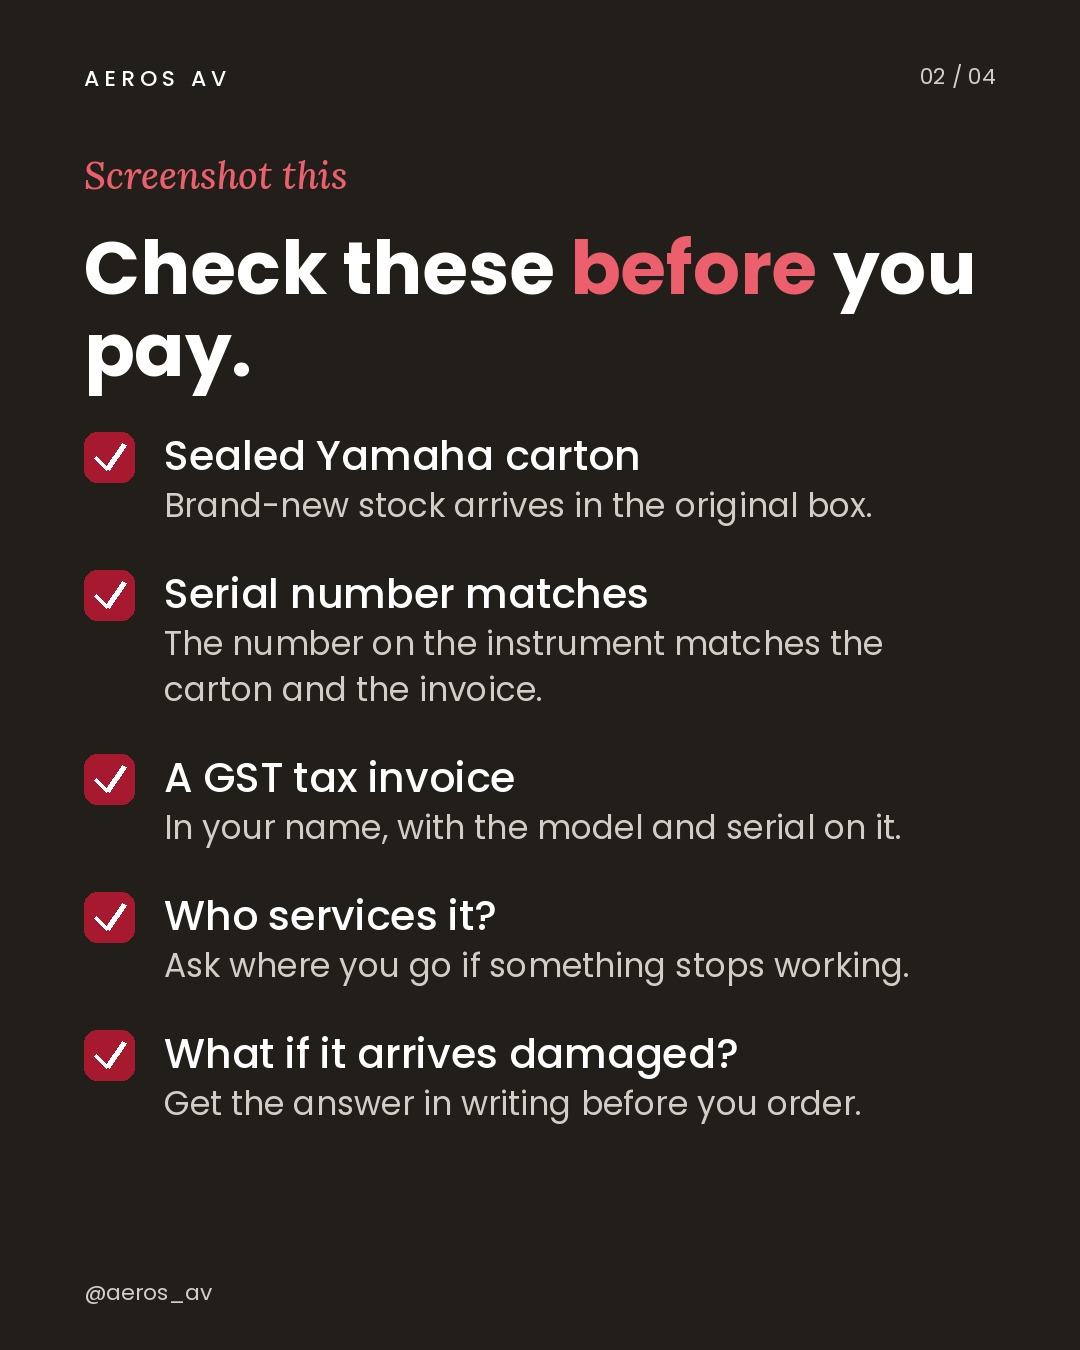 AEROS AV
02 / 04
Screenshot this
Check these before you
pay.
Sealed Yamaha carton
Brand-new stock arrives in the original box.
Serial number matches
The number on the instrument matches the
carton and the invoice.
A GST tax invoice
In your name, with the model and serial on it.
Who services it?
Ask where you go if something stops working.
What if it arrives damaged?
Get the answer in writing before you order.
@aeros_av